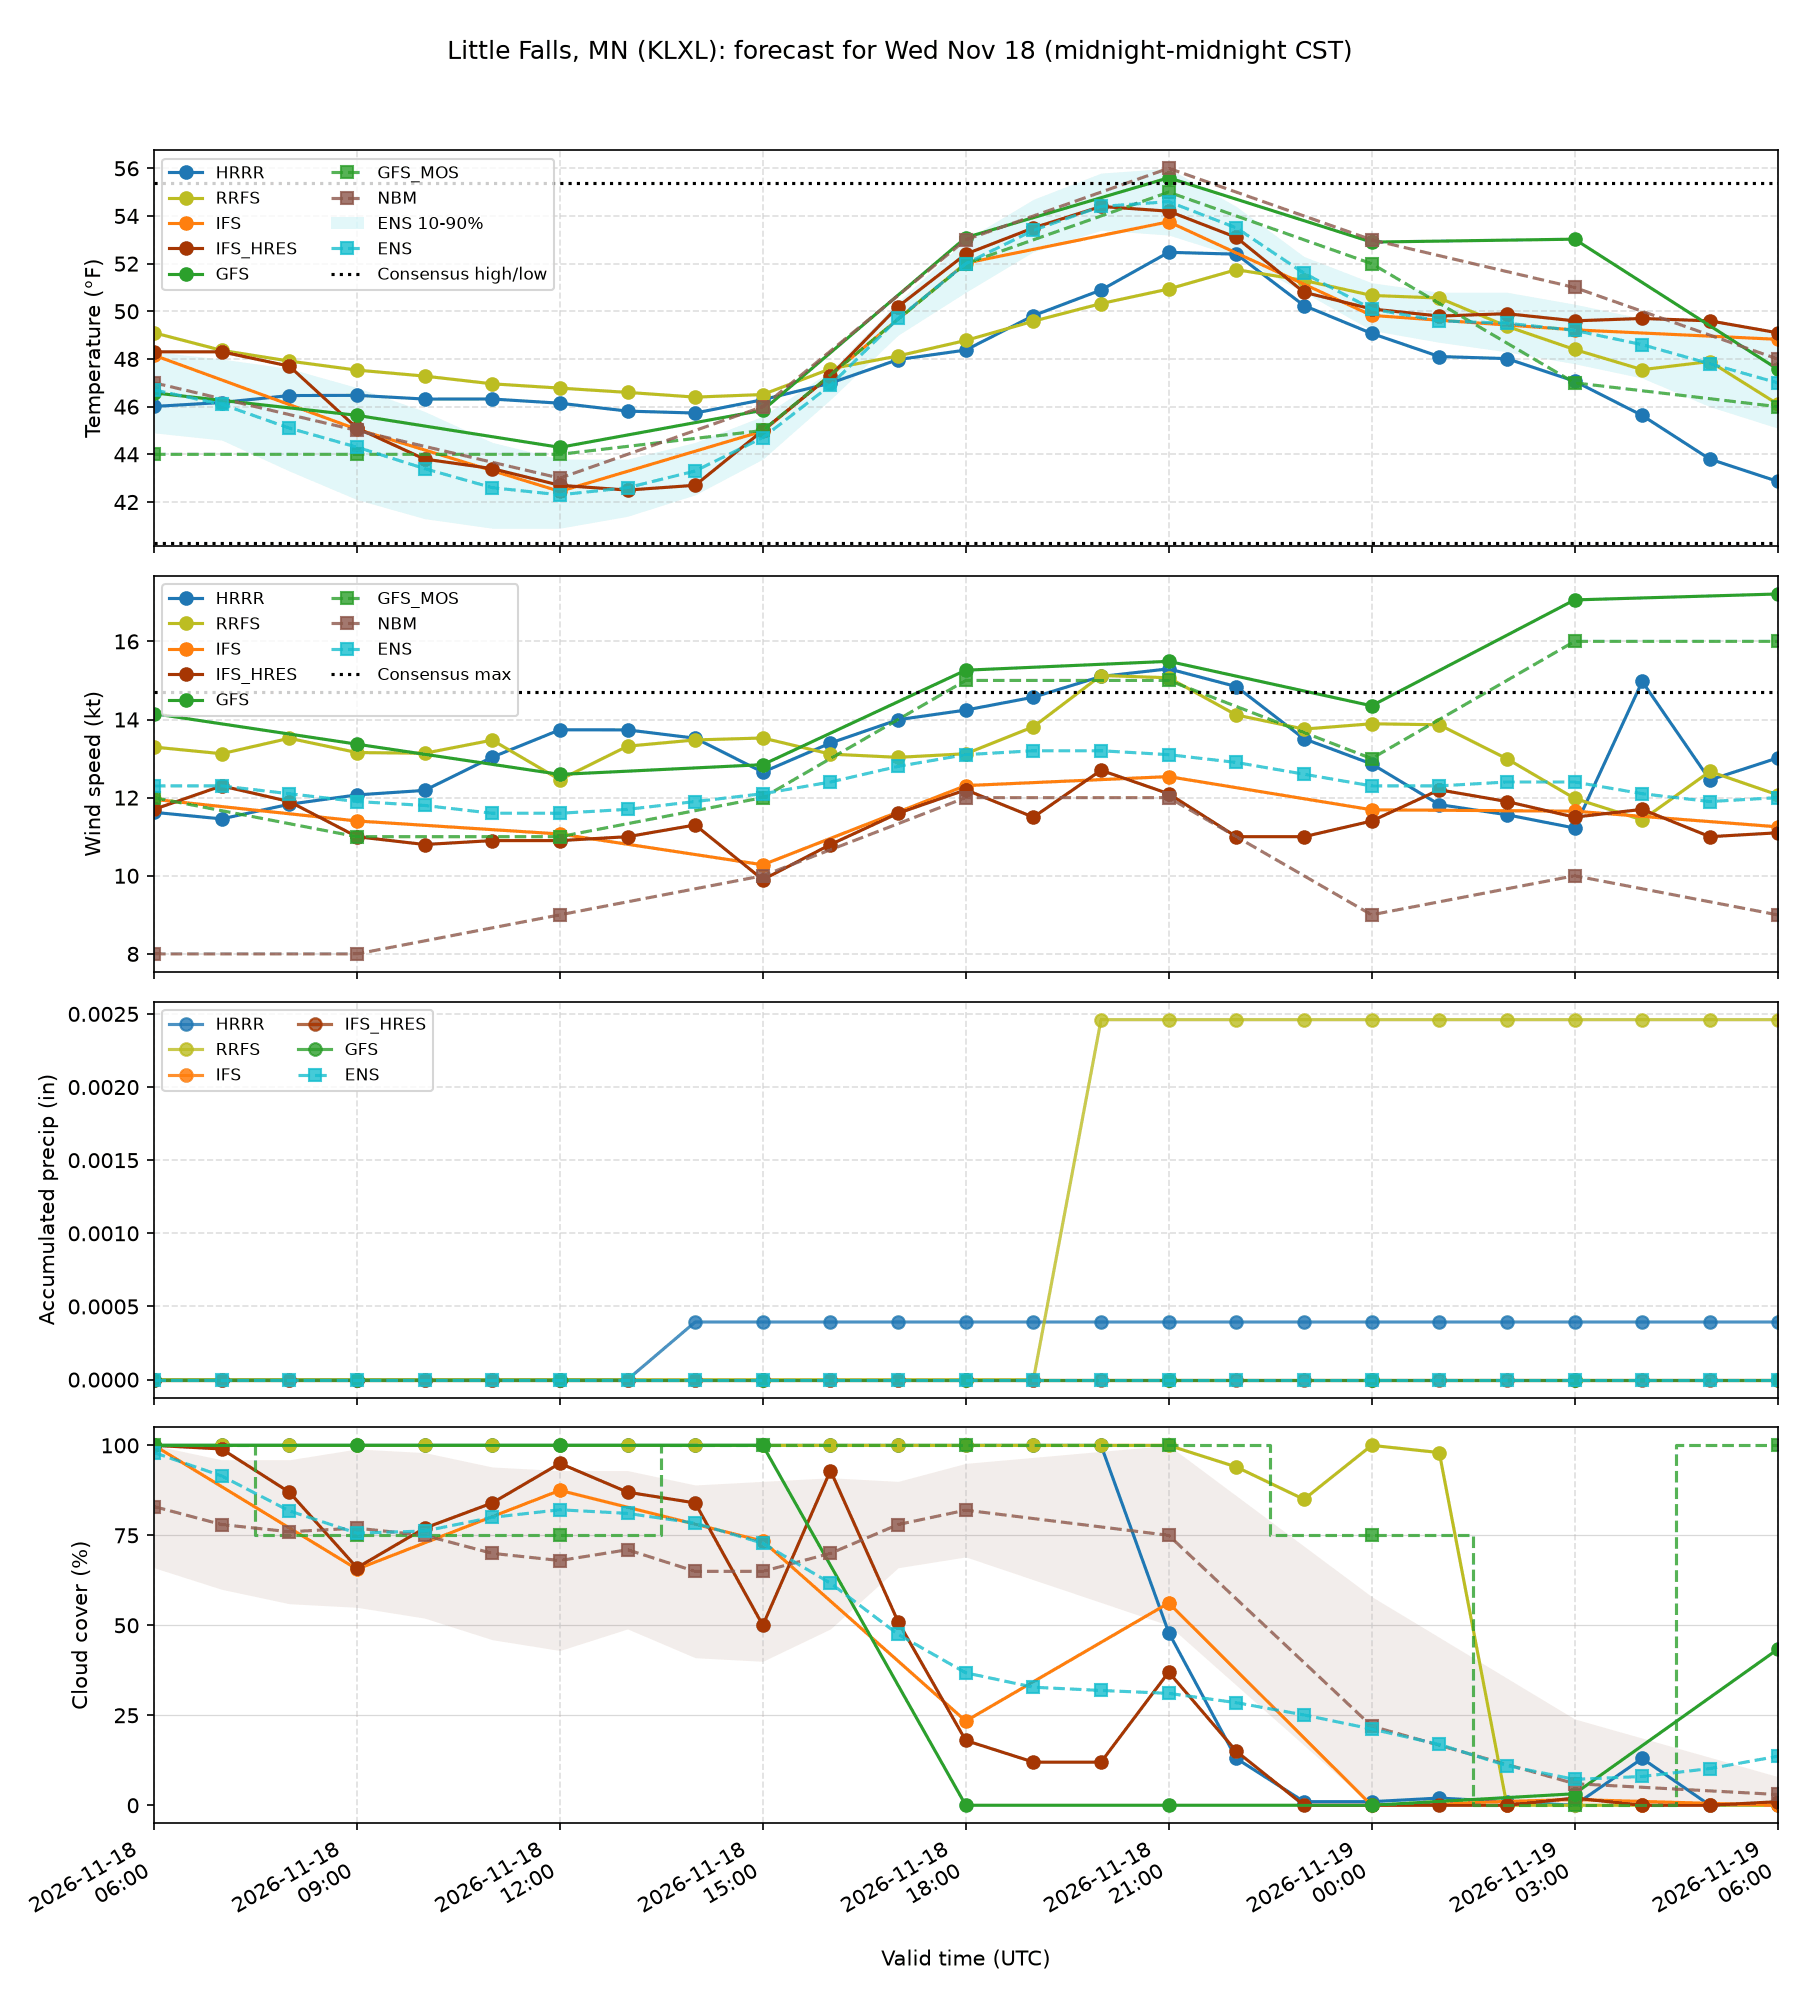 Little Falls, MN (KLXL): forecast for Wed Nov 18 (midnight-midnight CST)
Temperature (°F)
56
54
52
50
48
46
44
42
HRRR
RRFS
IFS
IFS_HRES
GFS
GFS_MOS
NBM
ENS 10-90%
ENS
Consensus high/low
Wind speed (kt)
16
14
12
10
8
HRRR
RRFS
IFS
IFS_HRES
GFS
GFS_MOS
NBM
ENS
Consensus max
Accumulated precip (in)
0.0025
0.0020
0.0015
0.0010
0.0005
0.0000
HRRR
RRFS
IFS
IFS_HRES
GFS
ENS
Cloud cover (%)
100
75
50
25
0
2026-11-18
06:00
2026-11-18
09:00
2026-11-18
12:00
2026-11-18
15:00
2026-11-18
18:00
2026-11-18
21:00
2026-11-19
00:00
2026-11-19
03:00
2026-11-19
06:00
Valid time (UTC)